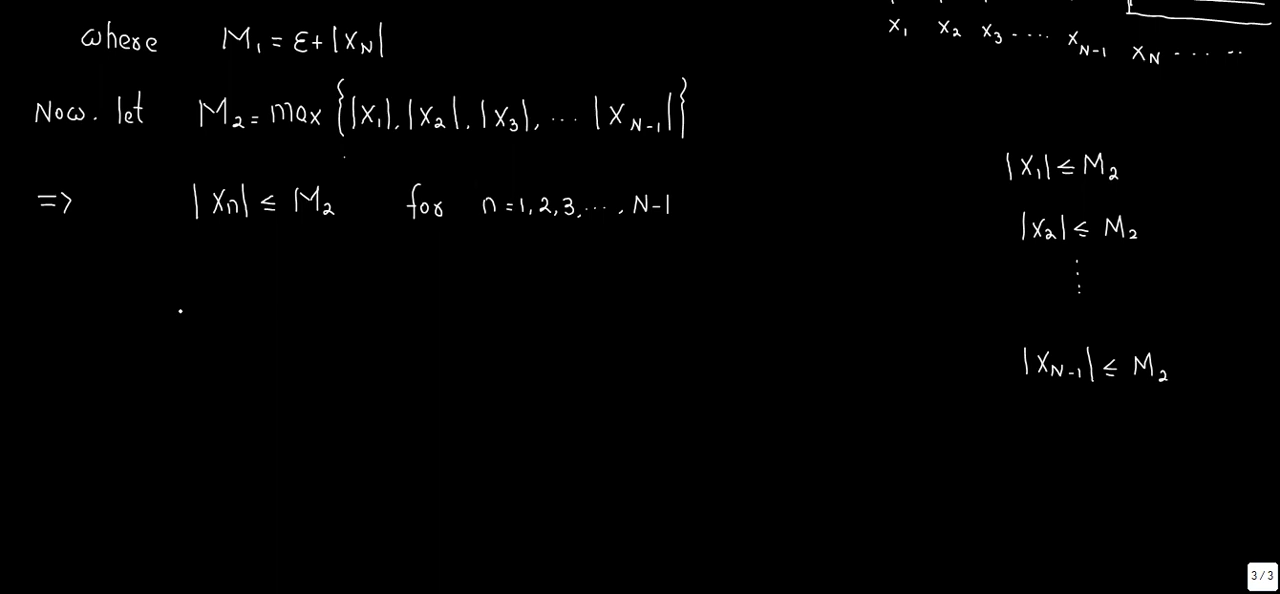 where M₁ = ε + |x_N|
x₁ x₂ x₃ .... x_{N-1} x_N .... ..
Now. let M₂ = max {|x₁|, |x₂|, |x₃|, ... |x_{N-1}|}
|x₁| ≤ M₂
=> |x_n| ≤ M₂ for n = 1, 2, 3, ..., N-1
|x₂| ≤ M₂
⋮
|x_{N-1}| ≤ M₂
3 / 3